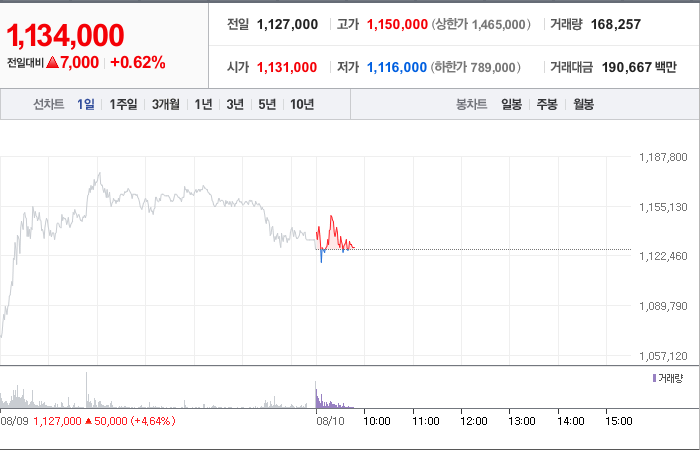 1,134,000
전일대비 ▲7,000 | +0.62%
전일 1,127,000 고가 1,150,000 (상한가 1,465,000) 거래량 168,257
시가 1,131,000 저가 1,116,000 (하한가 789,000) 거래대금 190,667 백만
선차트 1일 1주일 3개월 1년 3년 5년 10년 봉차트 일봉 주봉 월봉
1,187,800
1,155,130
1,122,460
1,089,790
1,057,120
거래량
08/09 1,127,000 ▲ 50,000 (+4,64%) 08/10 10:00 11:00 12:00 13:00 14:00 15:00